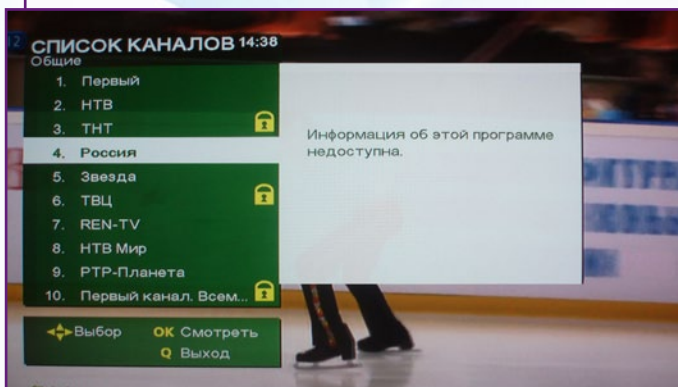 12
СПИСОК КАНАЛОВ 14:38
Общие
1. Первый
2. НТВ
3. ТНТ
4. Россия
5. Звезда
6. ТВЦ
7. REN-TV
8. НТВ Мир
9. РТР-Планета
10. Первый канал. Всем...
Информация об этой программе
недоступна.
Выбор OK Смотреть
Q Выход